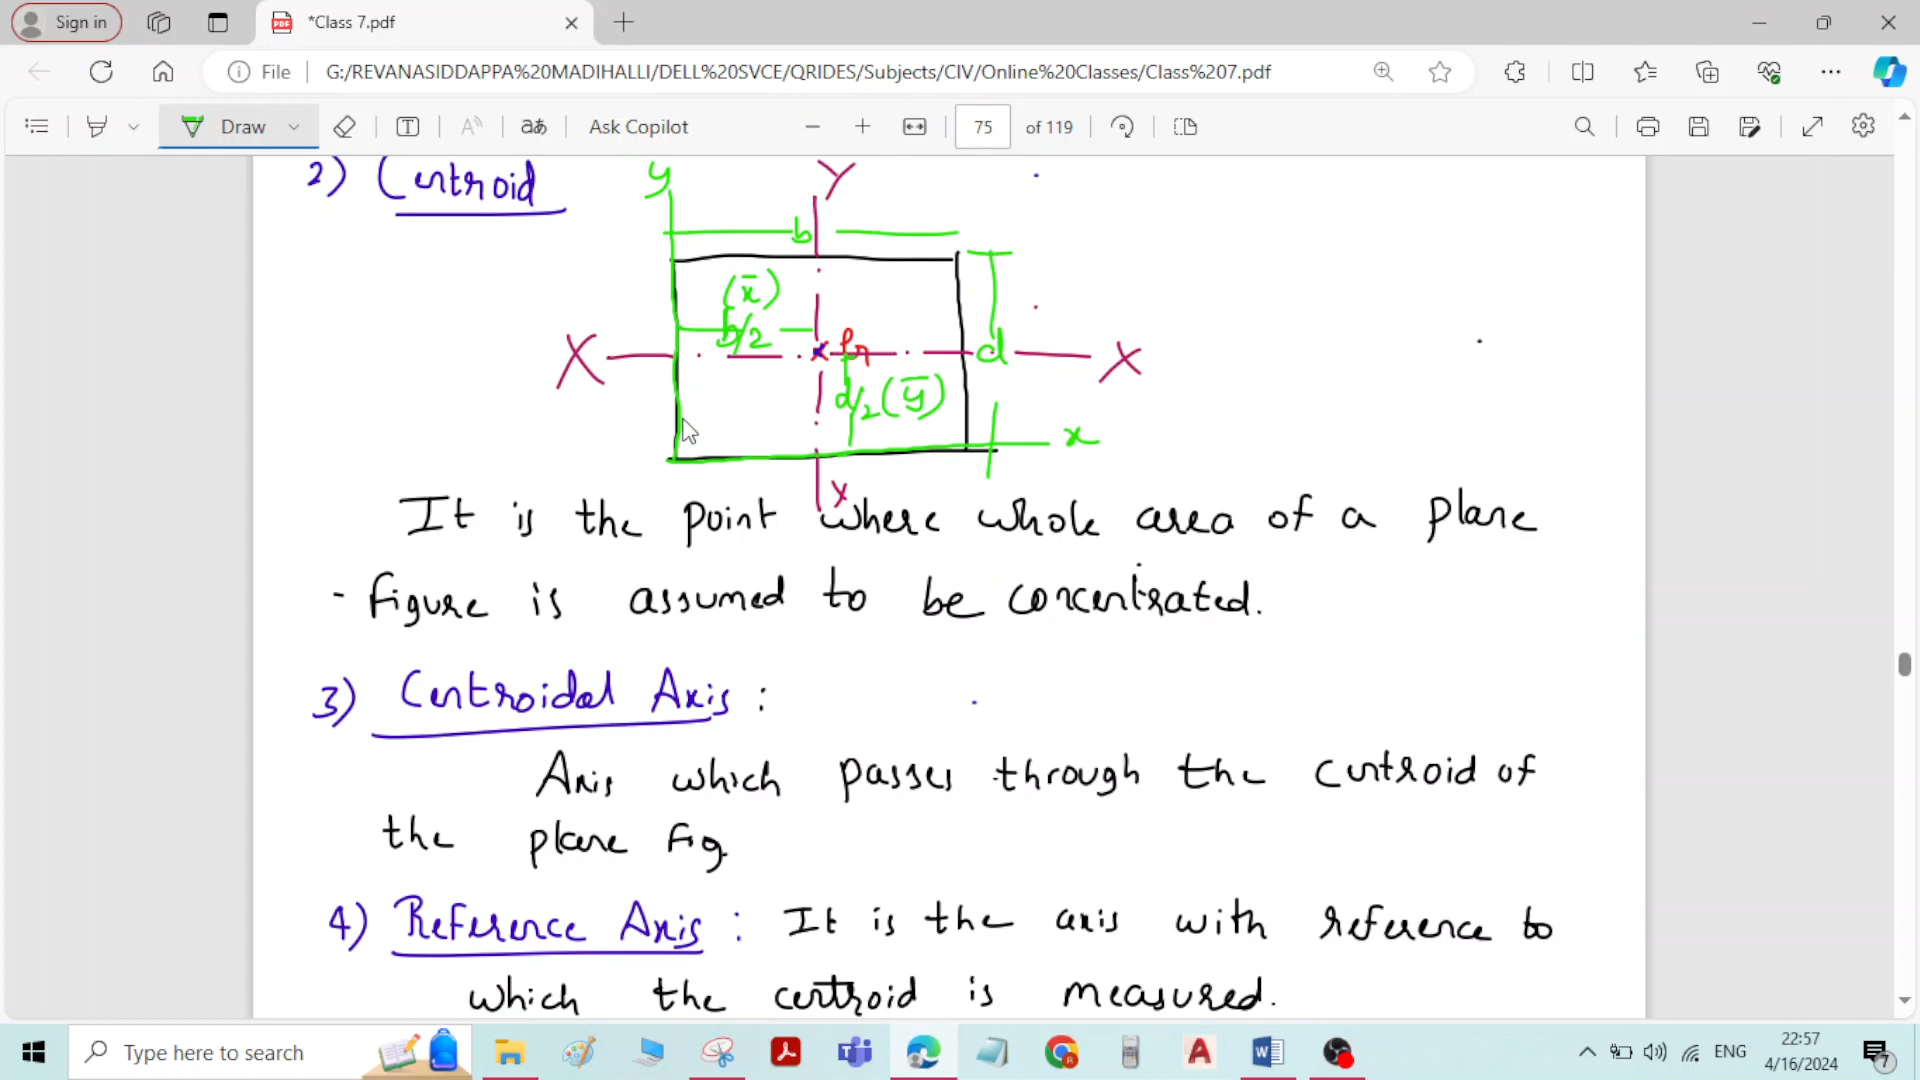 Sign in
*Class 7.pdf
File
G:/REVANASIDDAPPA%20MADIHALLI/DELL%20SVCE/QRIDES/Subjects/CIV/Online%20Classes/Class%207.pdf
Draw
Ask Copilot
75 of 119
2) Centroid
y
Y
b
(x̄)
b/2
X
d
X
d/2 (ȳ)
x
It is the point where whole area of a plane
figure is assumed to be concentrated.
3) Centroidal Axis :
Axis which passes through the centroid of
the plane Fig.
4) Reference Axis : It is the axis with reference to
which the centroid is measured.
Type here to search
ENG
22:57
4/16/2024
7